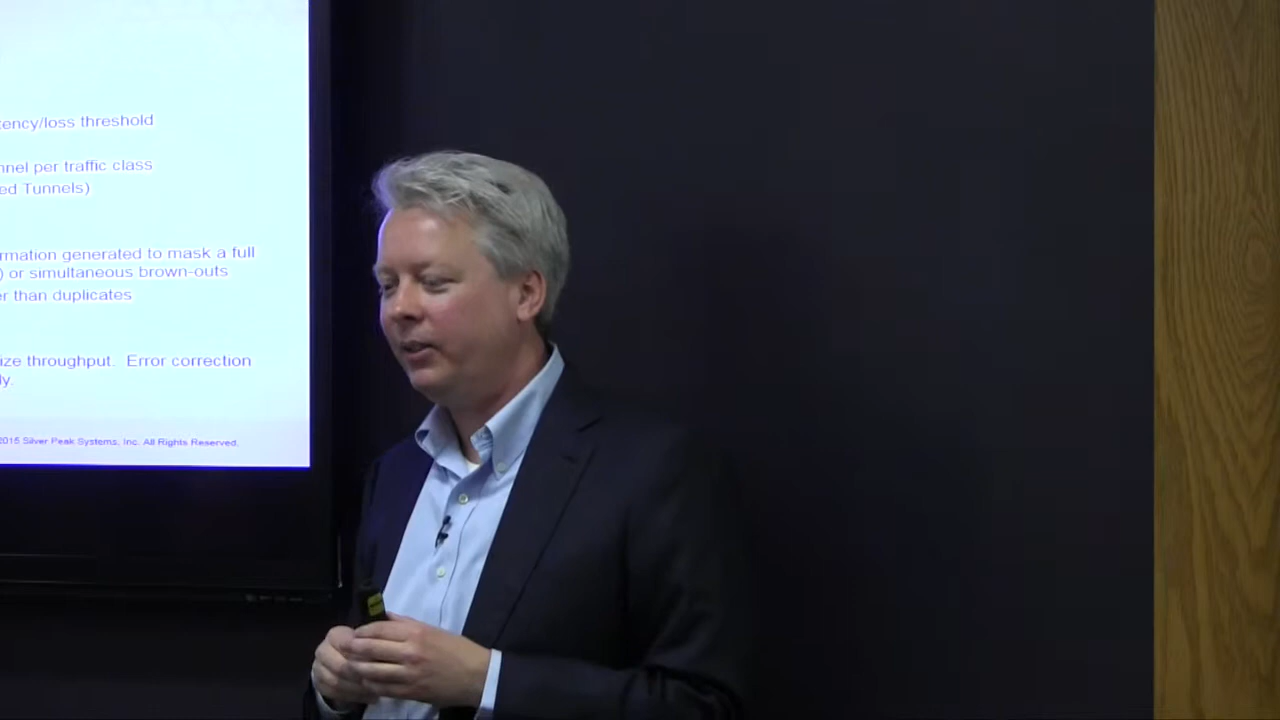 tency/loss threshold
nnel per traffic class
ed Tunnels)
rmation generated to mask a full
) or simultaneous brown-outs
er than duplicates
ize throughput. Error correction
ly.
2015 Silver Peak Systems, Inc. All Rights Reserved.